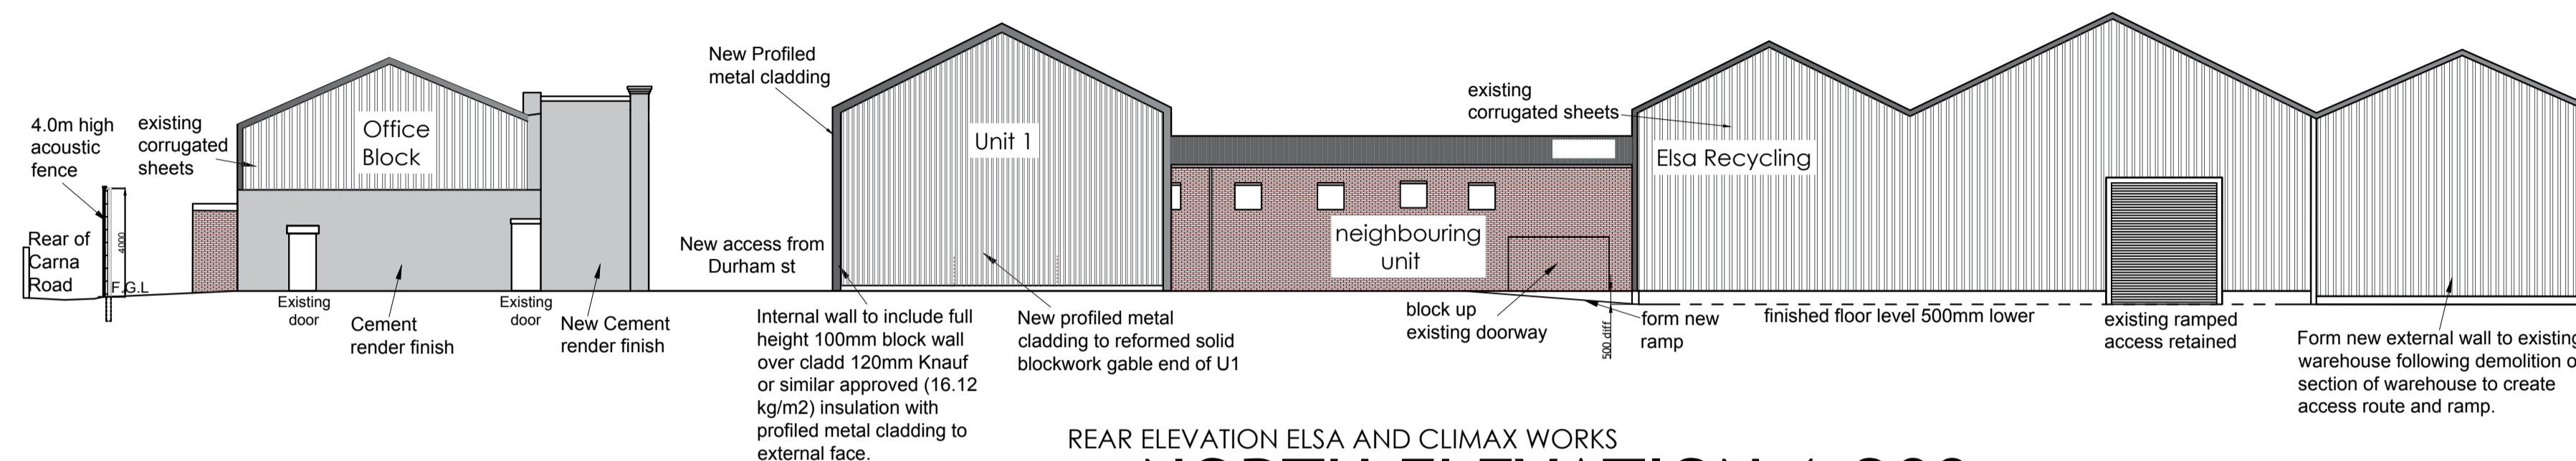 4.0m high
acoustic
fence
existing
corrugated
sheets
Office
Block
4000
Rear of
Carna
Road
F.G.L
Existing
door
Cement
render finish
Existing
door
New Cement
render finish
New Profiled
metal cladding
Unit 1
New access from
Durham st
Internal wall to include full
height 100mm block wall
over cladd 120mm Knauf
or similar approved (16.12
kg/m2) insulation with
profiled metal cladding to
external face.
New profiled metal
cladding to reformed solid
blockwork gable end of U1
existing
corrugated sheets
neighbouring
unit
Elsa Recycling
block up
existing doorway
500 diff
form new
ramp
finished floor level 500mm lower
existing ramped
access retained
Form new external wall to existing
warehouse following demolition o
section of warehouse to create
access route and ramp.
REAR ELEVATION ELSA AND CLIMAX WORKS